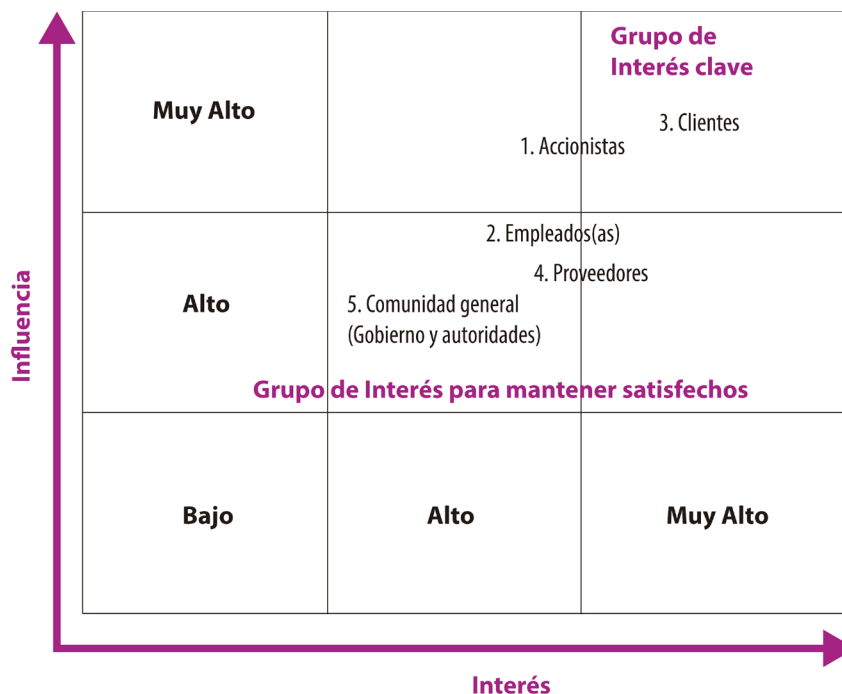 Grupo de
Interés clave
Muy Alto
3. Clientes
1. Accionistas
2. Empleados(as)
4. Proveedores
Alto
5. Comunidad general
(Gobierno y autoridades)
Influencia
Grupo de Interés para mantener satisfechos
Bajo
Alto
Muy Alto
Interés